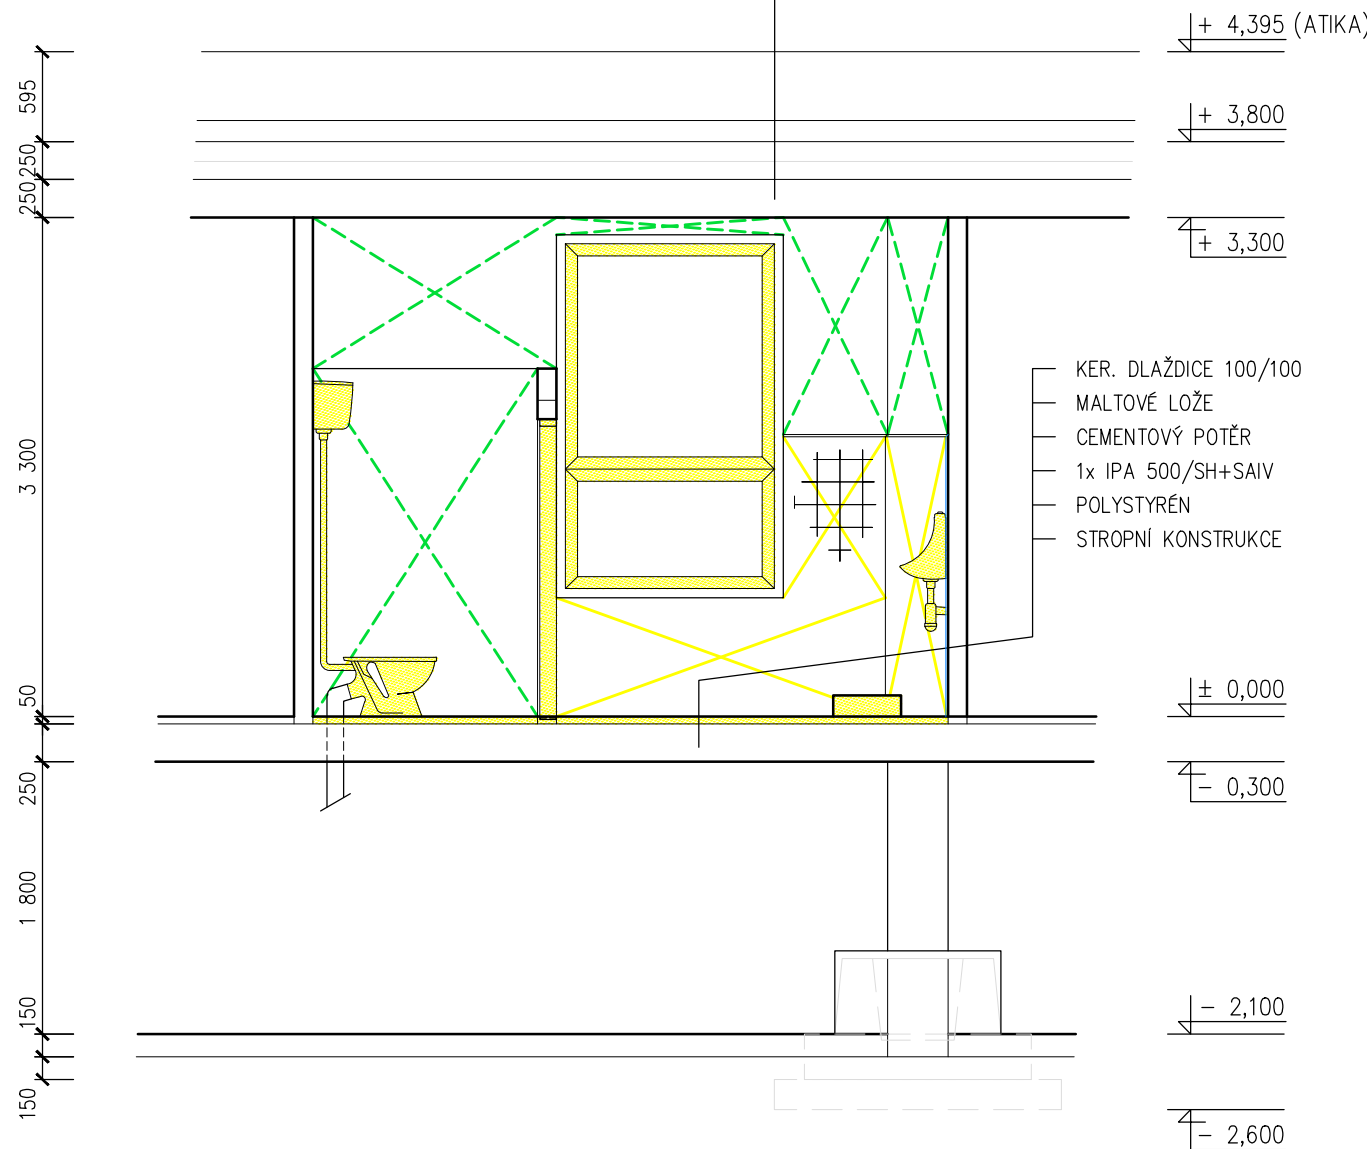 + 4,395 (ATIKA)
595
+ 3,800
250
250
+ 3,300
KER. DLAŽDICE 100/100
MALTOVÉ LOŽE
CEMENTOVÝ POTĚR
3 300
1x IPA 500/SH+SAIV
POLYSTYRÉN
STROPNÍ KONSTRUKCE
50
± 0,000
250
- 0,300
1 800
150
- 2,100
150
- 2,600